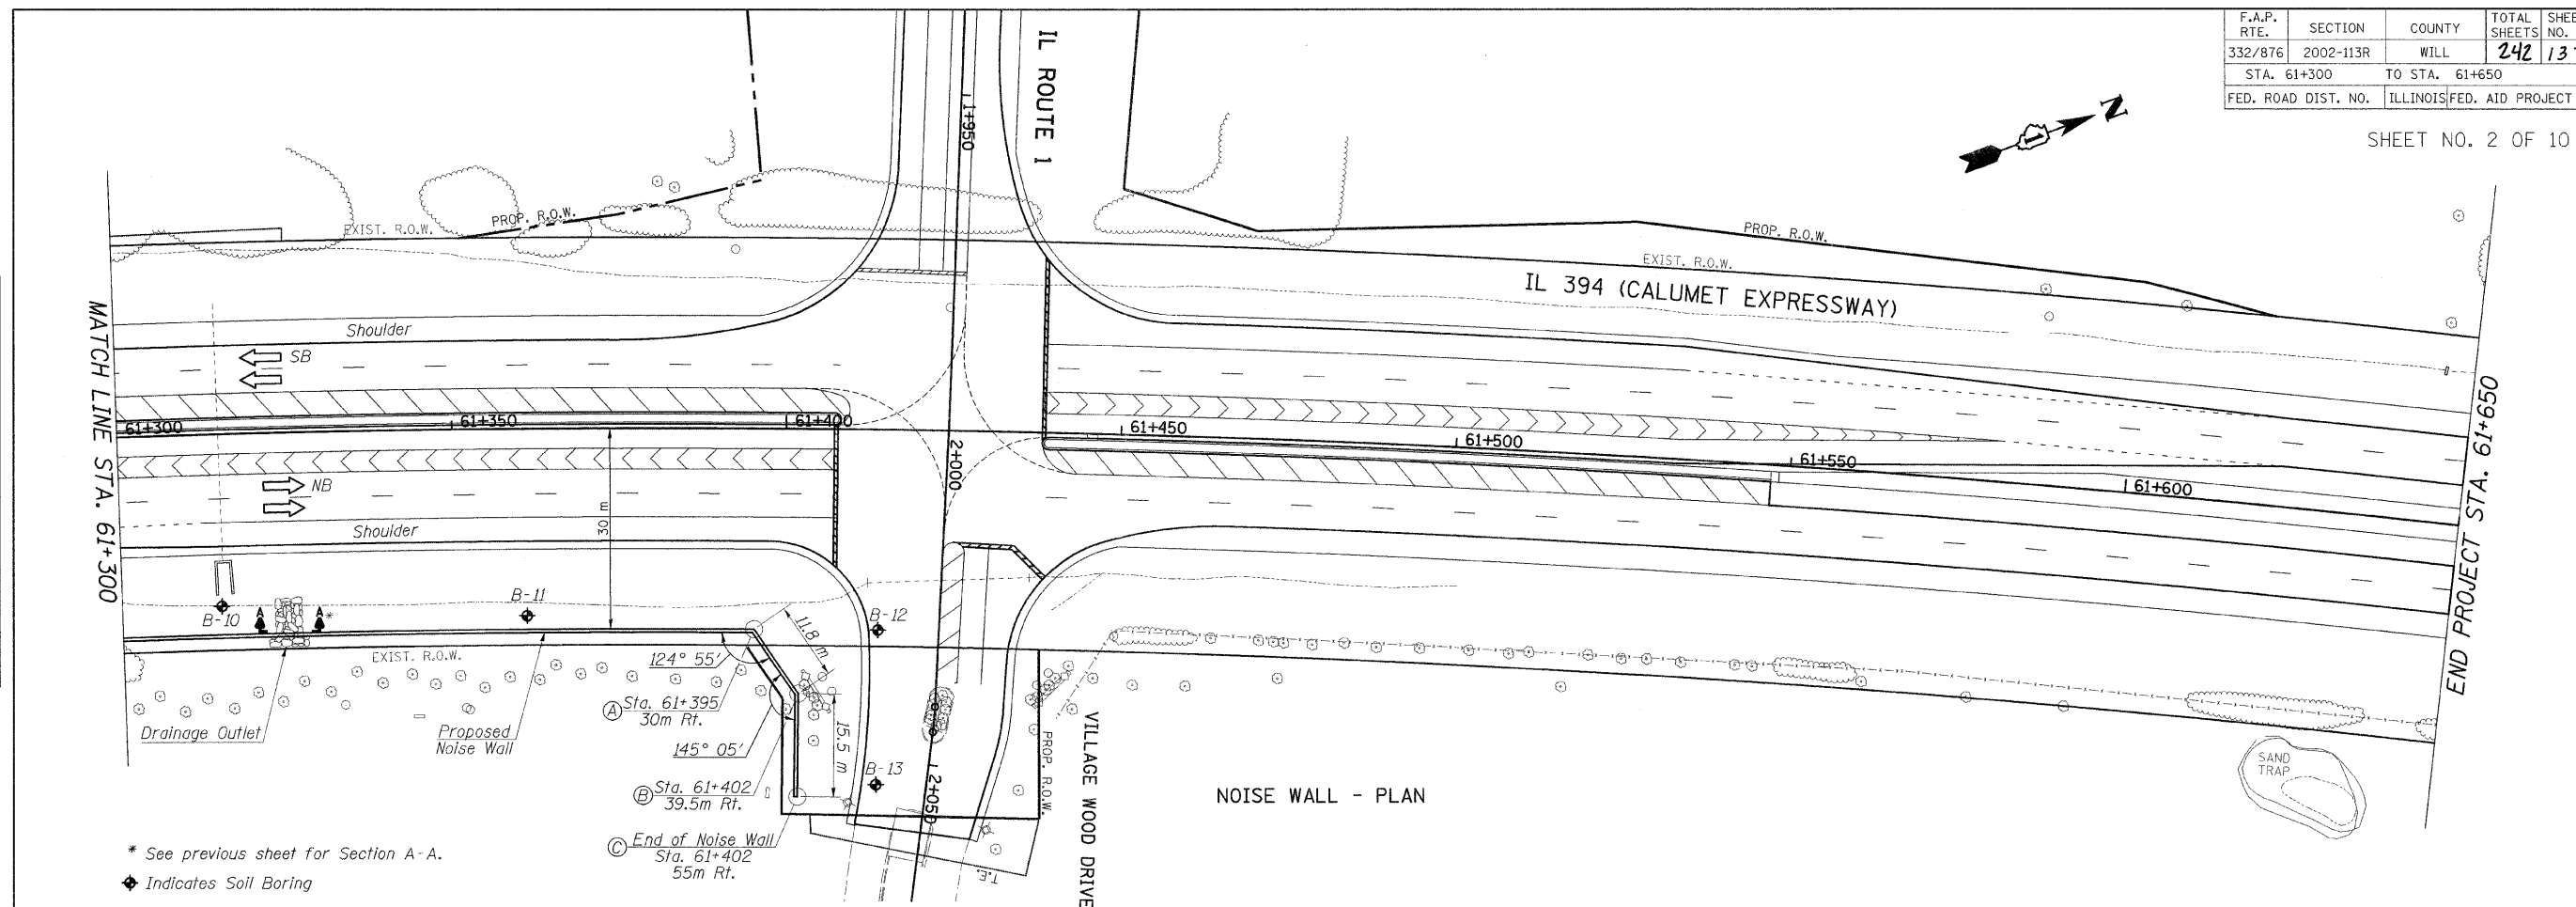 F.A.P. RTE.
SECTION
COUNTY
TOTAL SHEETS
NO.
332/876
2002-113R
WILL
242
STA. 61+300 TO STA. 61+650
FED. ROAD DIST. NO.
ILLINOIS
FED. AID PROJECT
SHEET NO. 2 OF 10
N
IL ROUTE 1
1+950
PROP. R.O.W.
EXIST. R.O.W.
PROP. R.O.W.
EXIST. R.O.W.
IL 394 (CALUMET EXPRESSWAY)
MATCH LINE STA. 61+300
Shoulder
SB
61+300
61+350
61+400
61+450
61+500
61+550
61+600
2+000
NB
Shoulder
30 m
END PROJECT STA. 61+650
B-10
A
A*
B-11
B-12
11.8 m
EXIST. R.O.W.
124° 55'
A
Sta. 61+395
30m Rt.
Drainage Outlet
Proposed
Noise Wall
145° 05'
15.5 m
B
Sta. 61+402
39.5m Rt.
B-13
2+050
PROP. R.O.W.
VILLAGE WOOD DRIVE
NOISE WALL - PLAN
SAND
TRAP
C
End of Noise Wall
Sta. 61+402
55m Rt.
T.E.
* See previous sheet for Section A-A.
Indicates Soil Boring